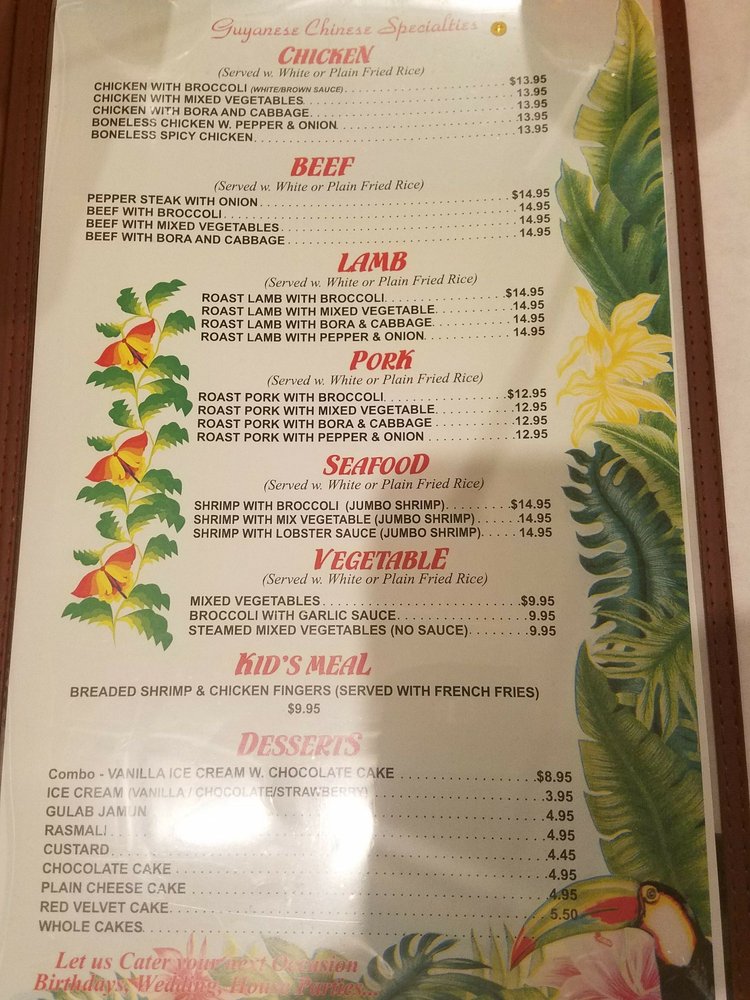 Guyanese Chinese Specialties
CHICKEN
(Served w. White or Plain Fried Rice)
CHICKEN WITH BROCCOLI (WHITE/BROWN SAUCE) $13.95
CHICKEN WITH MIXED VEGETABLES 13.95
CHICKEN WITH BORA AND CABBAGE 13.95
BONELESS CHICKEN W. PEPPER & ONION 13.95
BONELESS SPICY CHICKEN 13.95
BEEF
(Served w. White or Plain Fried Rice)
PEPPER STEAK WITH ONION $14.95
BEEF WITH BROCCOLI 14.95
BEEF WITH MIXED VEGETABLES 14.95
BEEF WITH BORA AND CABBAGE 14.95
LAMB
(Served w. White or Plain Fried Rice)
ROAST LAMB WITH BROCCOLI $14.95
ROAST LAMB WITH MIXED VEGETABLE 14.95
ROAST LAMB WITH BORA & CABBAGE 14.95
ROAST LAMB WITH PEPPER & ONION 14.95
PORK
(Served w. White or Plain Fried Rice)
ROAST PORK WITH BROCCOLI $12.95
ROAST PORK WITH MIXED VEGETABLE 12.95
ROAST PORK WITH BORA & CABBAGE 12.95
ROAST PORK WITH PEPPER & ONION 12.95
SEAFOOD
(Served w. White or Plain Fried Rice)
SHRIMP WITH BROCCOLI (JUMBO SHRIMP) $14.95
SHRIMP WITH MIX VEGETABLE (JUMBO SHRIMP) 14.95
SHRIMP WITH LOBSTER SAUCE (JUMBO SHRIMP) 14.95
VEGETABLE
(Served w. White or Plain Fried Rice)
MIXED VEGETABLES $9.95
BROCCOLI WITH GARLIC SAUCE 9.95
STEAMED MIXED VEGETABLES (NO SAUCE) 9.95
KID'S MEAL
BREADED SHRIMP & CHICKEN FINGERS (SERVED WITH FRENCH FRIES)
$9.95
DESSERTS
Combo - VANILLA ICE CREAM W. CHOCOLATE CAKE $8.95
ICE CREAM (VANILLA / CHOCOLATE/STRAWBERRY) 3.95
GULAB JAMUN 4.95
RASMALI 4.95
CUSTARD 4.45
CHOCOLATE CAKE 4.95
PLAIN CHEESE CAKE 4.95
RED VELVET CAKE 5.50
WHOLE CAKES
Let us Cater your next Occasion
Birthdays, Wedding, House Parties...